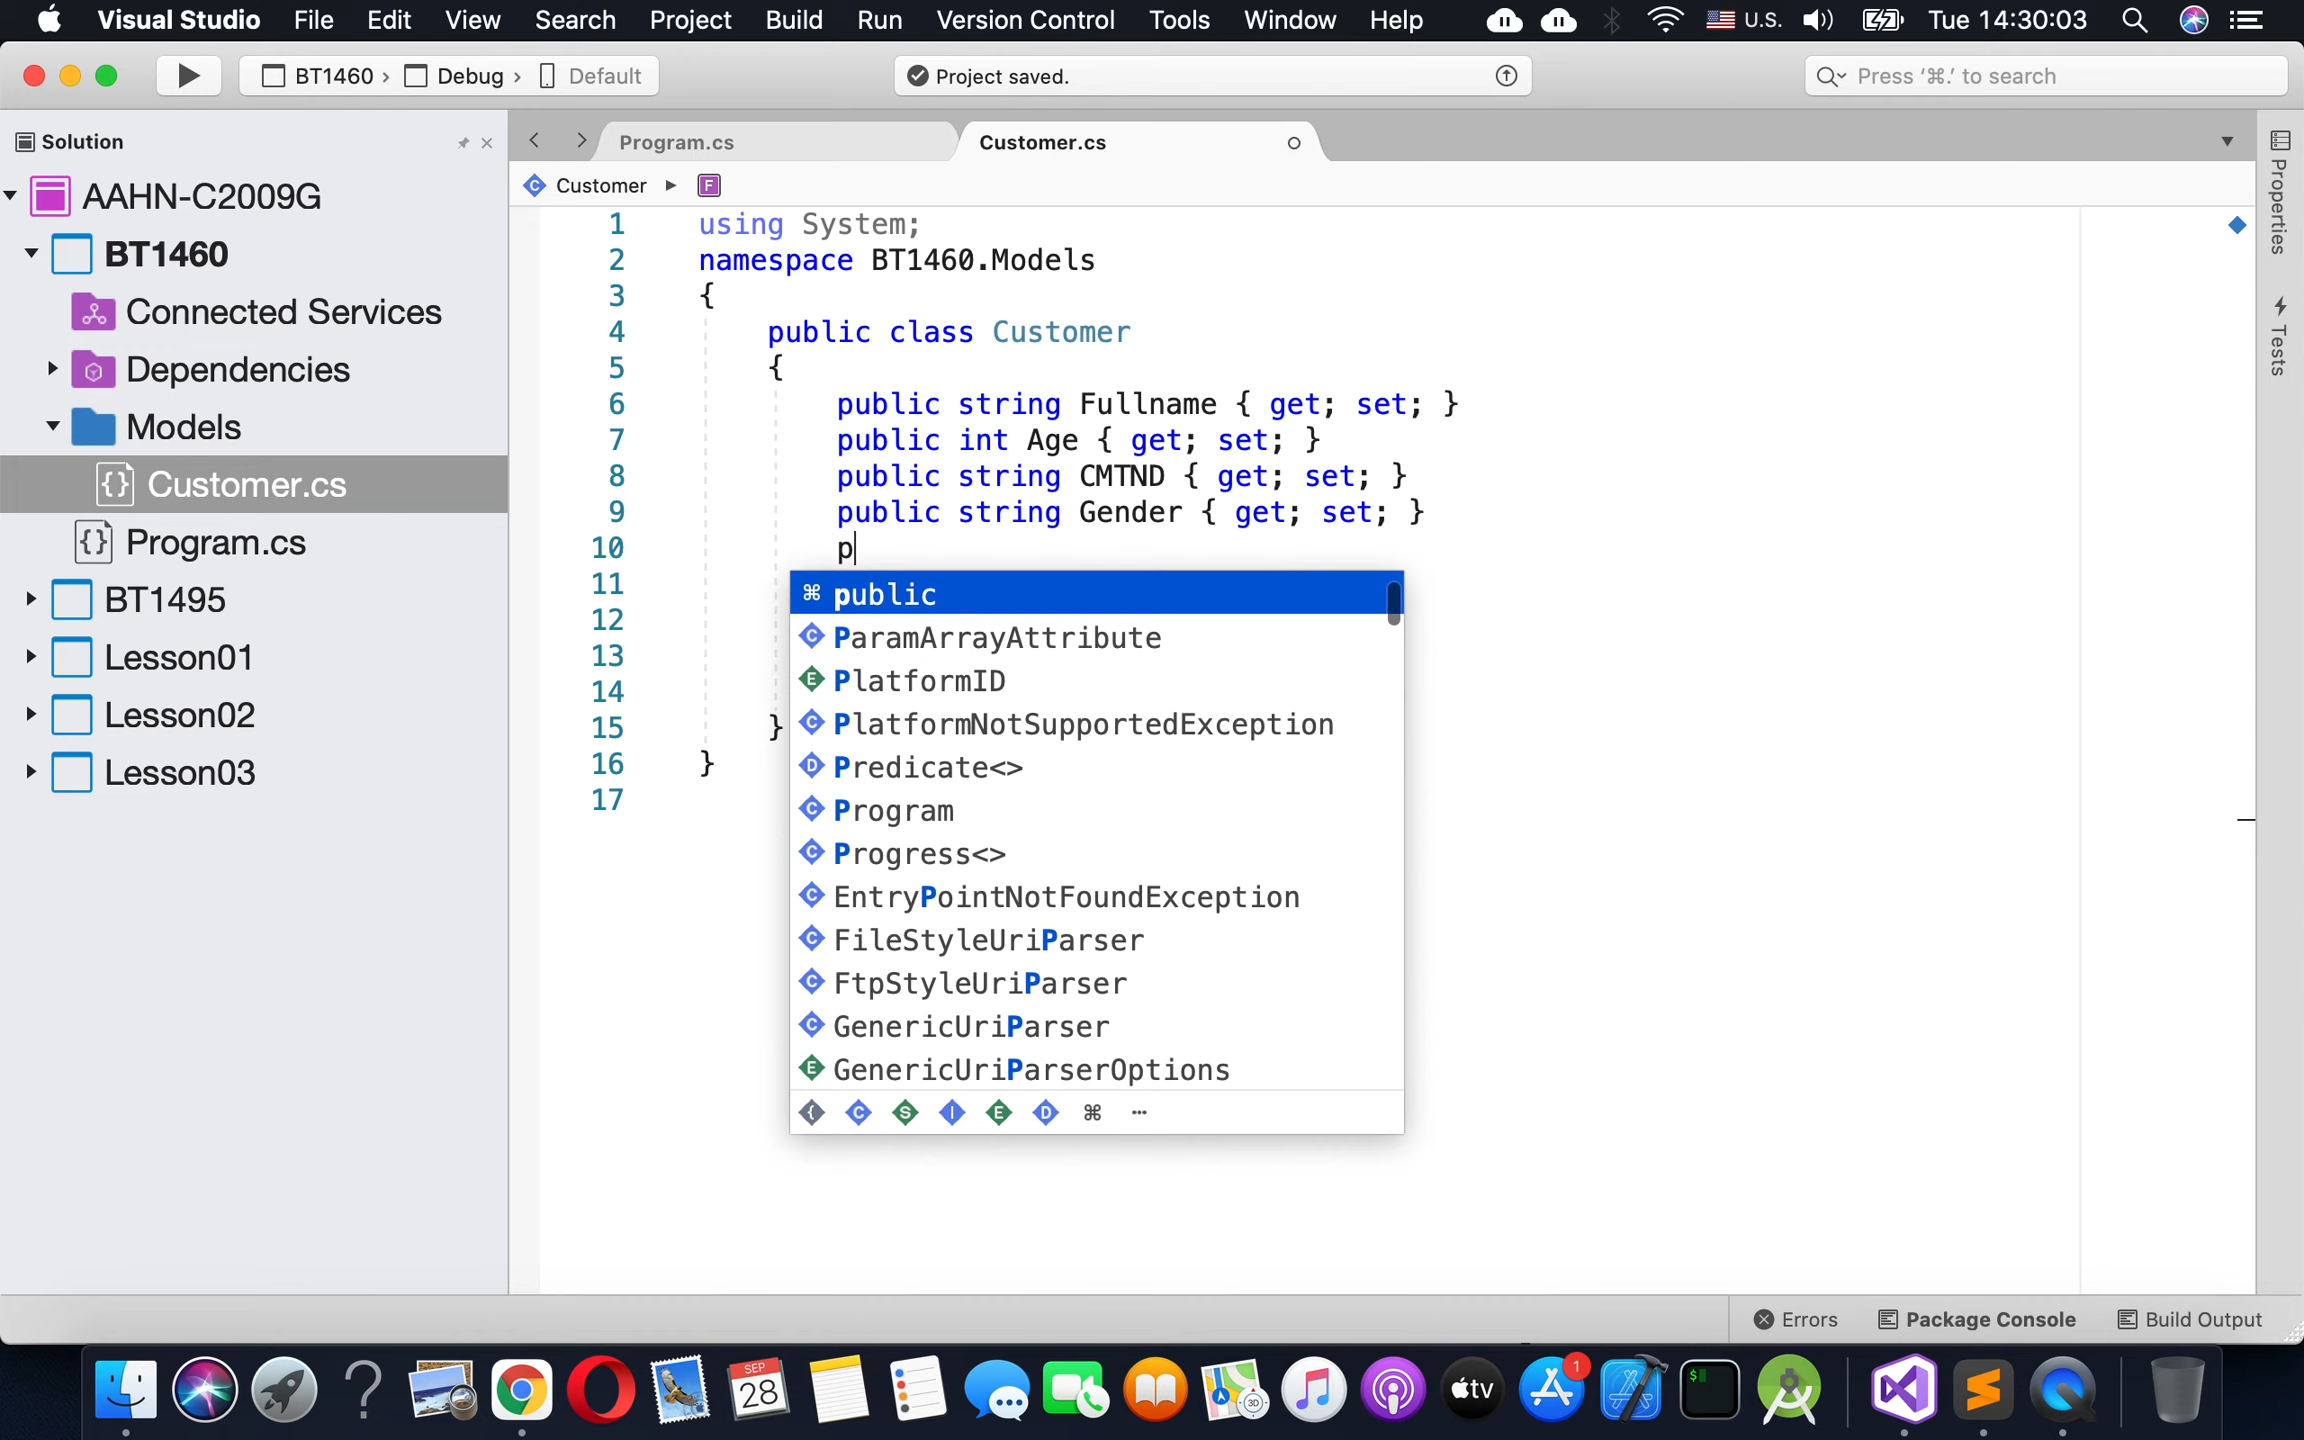 Visual Studio File Edit View Search Project Build Run Version Control Tools Window Help U.S. Tue 14:30:03
BT1460 › Debug › Default
Project saved.
Press ‘⌘.’ to search
Solution
Program.cs
Customer.cs
Customer
F
AAHN-C2009G
BT1460
Connected Services
Dependencies
Models
Customer.cs
Program.cs
BT1495
Lesson01
Lesson02
Lesson03
1 using System;
2 namespace BT1460.Models
3 {
4 public class Customer
5 {
6 public string Fullname { get; set; }
7 public int Age { get; set; }
8 public string CMTND { get; set; }
9 public string Gender { get; set; }
10 p
11
12
13
14
15 }
16 }
17
⌘ public
C ParamArrayAttribute
E PlatformID
C PlatformNotSupportedException
D Predicate<>
C Program
C Progress<>
C EntryPointNotFoundException
C FileStyleUriParser
C FtpStyleUriParser
C GenericUriParser
E GenericUriParserOptions
{ C S I E D ⌘ ...
Properties
Tests
Errors
Package Console
Build Output
SEP
28
3D
tv
1
$